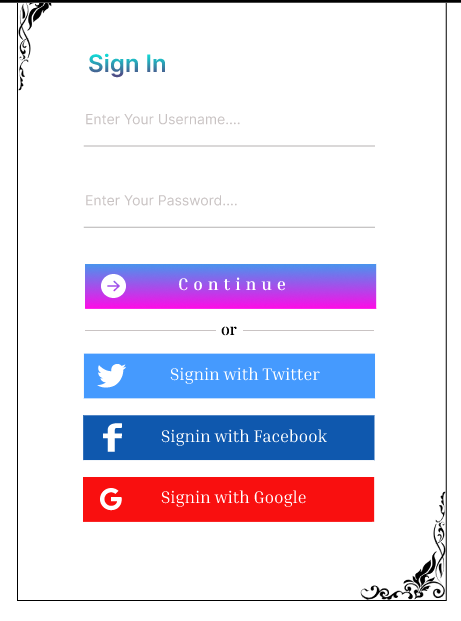 Sign In
Enter Your Username....
Enter Your Password....
Continue
or
Signin with Twitter
Signin with Facebook
Signin with Google